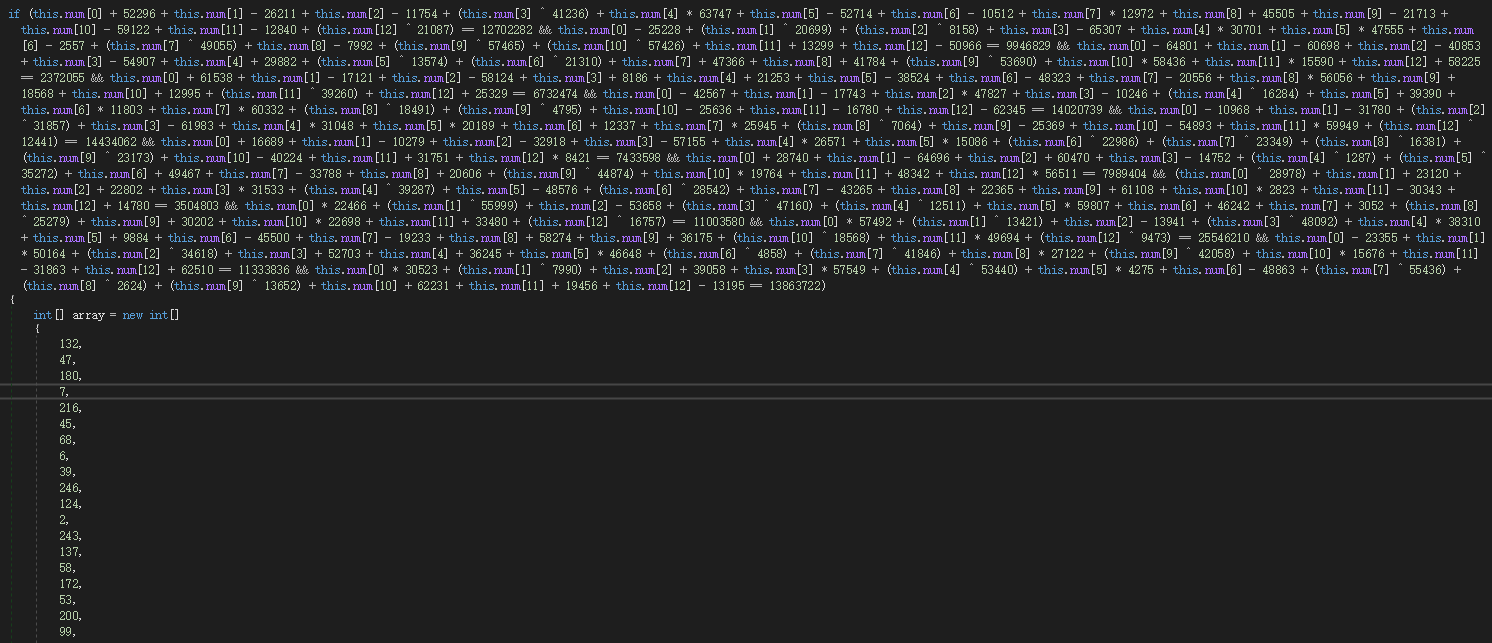 if (this.num[0] + 52296 + this.num[1] - 26211 + this.num[2] - 11754 + (this.num[3] ^ 41236) + this.num[4] * 63747 + this.num[5] - 52714 + this.num[6] - 10512 + this.num[7] * 12972 + this.num[8] + 45505 + this.num[9] - 21713 +
this.num[10] - 59122 + this.num[11] - 12840 + (this.num[12] ^ 21087) == 12702282 && this.num[0] - 25228 + (this.num[1] ^ 20699) + (this.num[2] ^ 8158) + this.num[3] - 65307 + this.num[4] * 30701 + this.num[5] * 47555 + this.num
[6] - 2557 + (this.num[7] ^ 49055) + this.num[8] - 7992 + (this.num[9] ^ 57465) + (this.num[10] ^ 57426) + this.num[11] + 13299 + this.num[12] - 50966 == 9946829 && this.num[0] - 64801 + this.num[1] - 60698 + this.num[2] - 40853
+ this.num[3] - 54907 + this.num[4] + 29882 + (this.num[5] ^ 13574) + (this.num[6] ^ 21310) + this.num[7] + 47366 + this.num[8] + 41784 + (this.num[9] ^ 53690) + this.num[10] * 58436 + this.num[11] * 15590 + this.num[12] + 58225
== 2372055 && this.num[0] + 61538 + this.num[1] - 17121 + this.num[2] - 58124 + this.num[3] + 8186 + this.num[4] + 21253 + this.num[5] - 38524 + this.num[6] - 48323 + this.num[7] - 20556 + this.num[8] * 56056 + this.num[9] +
18568 + this.num[10] + 12995 + (this.num[11] ^ 39260) + this.num[12] + 25329 == 6732474 && this.num[0] - 42567 + this.num[1] - 17743 + this.num[2] * 47827 + this.num[3] - 10246 + (this.num[4] ^ 16284) + this.num[5] + 39390 +
this.num[6] * 11803 + this.num[7] * 60332 + (this.num[8] ^ 18491) + (this.num[9] ^ 4795) + this.num[10] - 25636 + this.num[11] - 16780 + this.num[12] - 62345 == 14020739 && this.num[0] - 10968 + this.num[1] - 31780 + (this.num[2]
^ 31857) + this.num[3] - 61983 + this.num[4] * 31048 + this.num[5] * 20189 + this.num[6] + 12337 + this.num[7] * 25945 + (this.num[8] ^ 7064) + this.num[9] - 25369 + this.num[10] - 54893 + this.num[11] * 59949 + (this.num[12] ^
12441) == 14434062 && this.num[0] + 16689 + this.num[1] - 10279 + this.num[2] - 32918 + this.num[3] - 57155 + this.num[4] * 26571 + this.num[5] * 15086 + (this.num[6] ^ 22986) + (this.num[7] ^ 23349) + (this.num[8] ^ 16381) +
(this.num[9] ^ 23173) + this.num[10] - 40224 + this.num[11] + 31751 + this.num[12] * 8421 == 7433598 && this.num[0] + 28740 + this.num[1] - 64696 + this.num[2] + 60470 + this.num[3] - 14752 + (this.num[4] ^ 1287) + (this.num[5] ^
35272) + this.num[6] + 49467 + this.num[7] - 33788 + this.num[8] + 20606 + (this.num[9] ^ 44874) + this.num[10] * 19764 + this.num[11] + 48342 + this.num[12] * 56511 == 7989404 && (this.num[0] ^ 28978) + this.num[1] + 23120 +
this.num[2] + 22802 + this.num[3] * 31533 + (this.num[4] ^ 39287) + this.num[5] - 48576 + (this.num[6] ^ 28542) + this.num[7] - 43265 + this.num[8] + 22365 + this.num[9] + 61108 + this.num[10] * 2823 + this.num[11] - 30343 +
this.num[12] + 14780 == 3504803 && this.num[0] * 22466 + (this.num[1] ^ 55999) + this.num[2] - 53658 + (this.num[3] ^ 47160) + (this.num[4] ^ 12511) + this.num[5] * 59807 + this.num[6] + 46242 + this.num[7] + 3052 + (this.num[8]
^ 25279) + this.num[9] + 30202 + this.num[10] * 22698 + this.num[11] + 33480 + (this.num[12] ^ 16757) == 11003580 && this.num[0] * 57492 + (this.num[1] ^ 13421) + this.num[2] - 13941 + (this.num[3] ^ 48092) + this.num[4] * 38310
+ this.num[5] + 9884 + this.num[6] - 45500 + this.num[7] - 19233 + this.num[8] + 58274 + this.num[9] + 36175 + (this.num[10] ^ 18568) + this.num[11] * 49694 + (this.num[12] ^ 9473) == 25546210 && this.num[0] - 23355 + this.num[1]
* 50164 + (this.num[2] ^ 34618) + this.num[3] + 52703 + this.num[4] + 36245 + this.num[5] * 46648 + (this.num[6] ^ 4858) + (this.num[7] ^ 41846) + this.num[8] * 27122 + (this.num[9] ^ 42058) + this.num[10] * 15676 + this.num[11]
- 31863 + this.num[12] + 62510 == 11333836 && this.num[0] * 30523 + (this.num[1] ^ 7990) + this.num[2] + 39058 + this.num[3] * 57549 + (this.num[4] ^ 53440) + this.num[5] * 4275 + this.num[6] - 48863 + (this.num[7] ^ 55436) +
(this.num[8] ^ 2624) + (this.num[9] ^ 13652) + this.num[10] + 62231 + this.num[11] + 19456 + this.num[12] - 13195 == 13863722)
{
int[] array = new int[]
{
132,
47,
180,
7,
216,
45,
68,
6,
39,
246,
124,
2,
243,
137,
58,
172,
53,
200,
99,